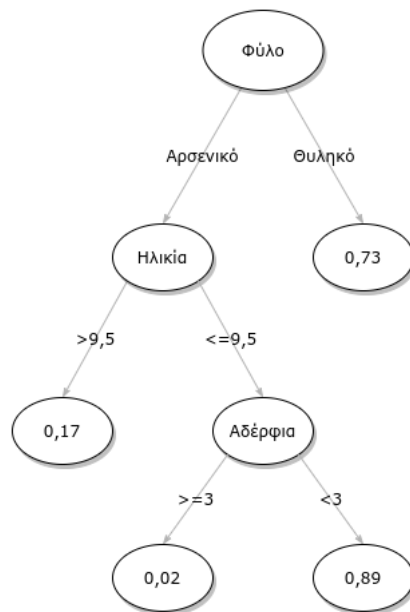 Φύλο
Αρσενικό
Θυληκό
Ηλικία
0,73
>9,5
<=9,5
0,17
Αδέρφια
>=3
<3
0,02
0,89